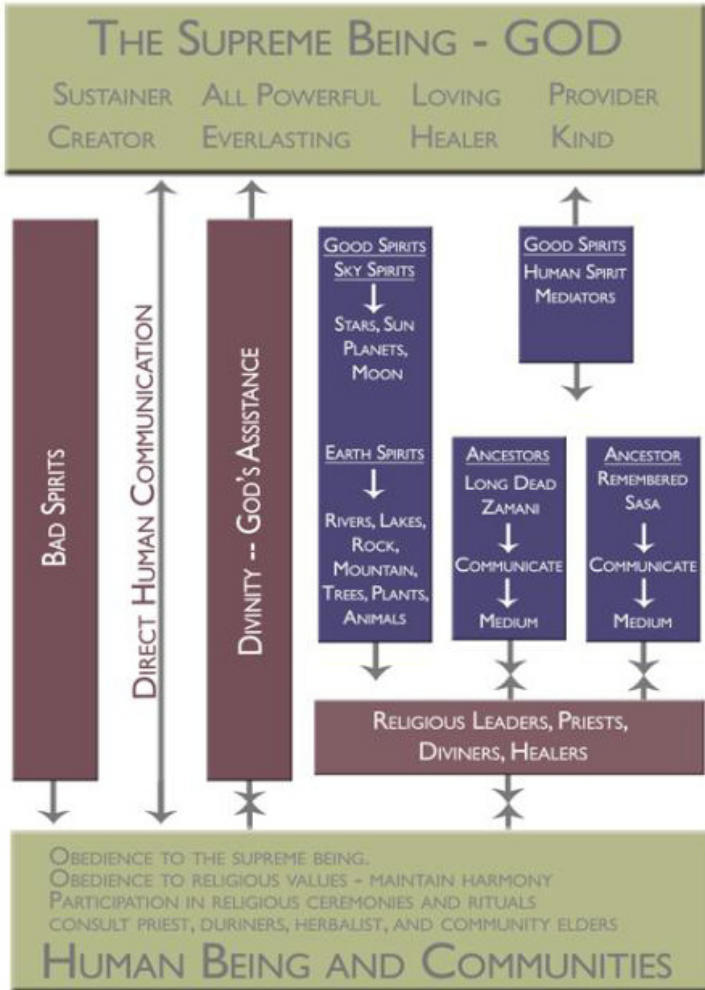 The Supreme Being - GOD
Sustainer All Powerful Loving Provider
Creator Everlasting Healer Kind
Bad Spirits
Direct Human Communication
Divinity -- God's Assistance
Good Spirits
Sky Spirits
Stars, Sun
Planets,
Moon
Earth Spirits
Rivers, Lakes,
Rock,
Mountain,
Trees, Plants,
Animals
Good Spirits
Human Spirit
Mediators
Ancestors
Long Dead
Zamani
Communicate
Medium
Ancestor
Remembered
Sasa
Communicate
Medium
Religious Leaders, Priests,
Diviners, Healers
Obedience to the supreme being.
Obedience to religious values - maintain harmony
Participation in religious ceremonies and rituals
consult priest, duriners, herbalist, and community elders
Human Being and Communities